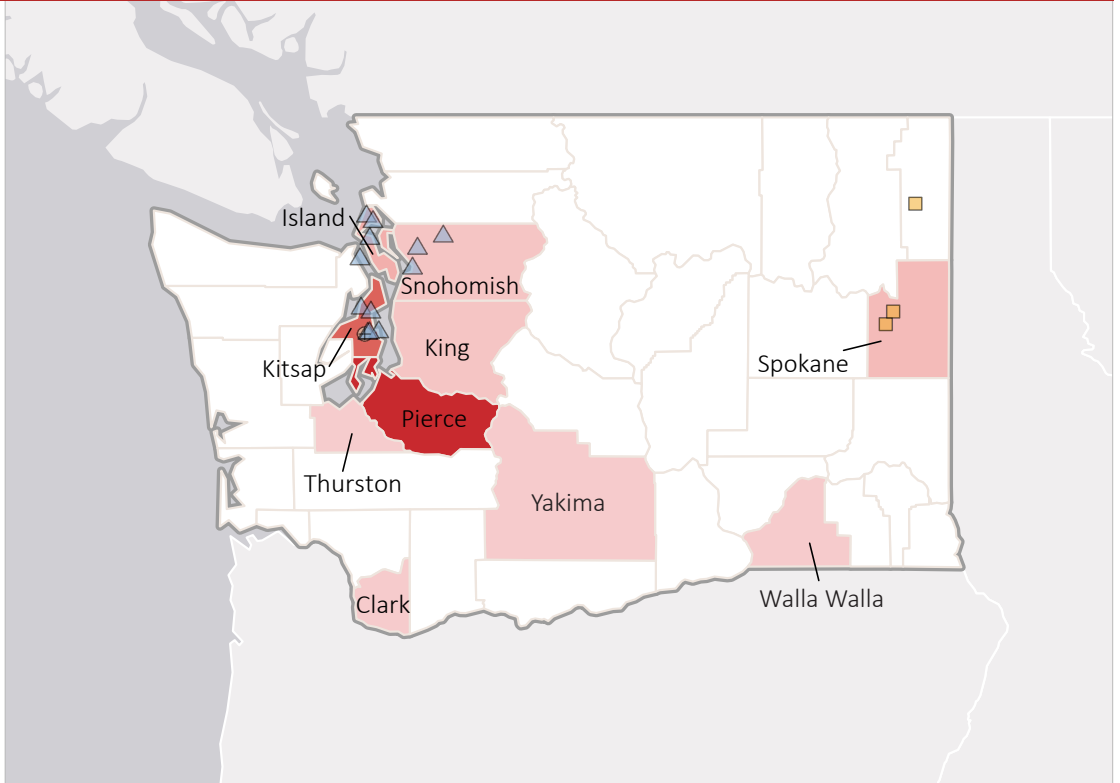 Island
Snohomish
King
Kitsap
Spokane
Pierce
Thurston
Yakima
Walla Walla
Clark